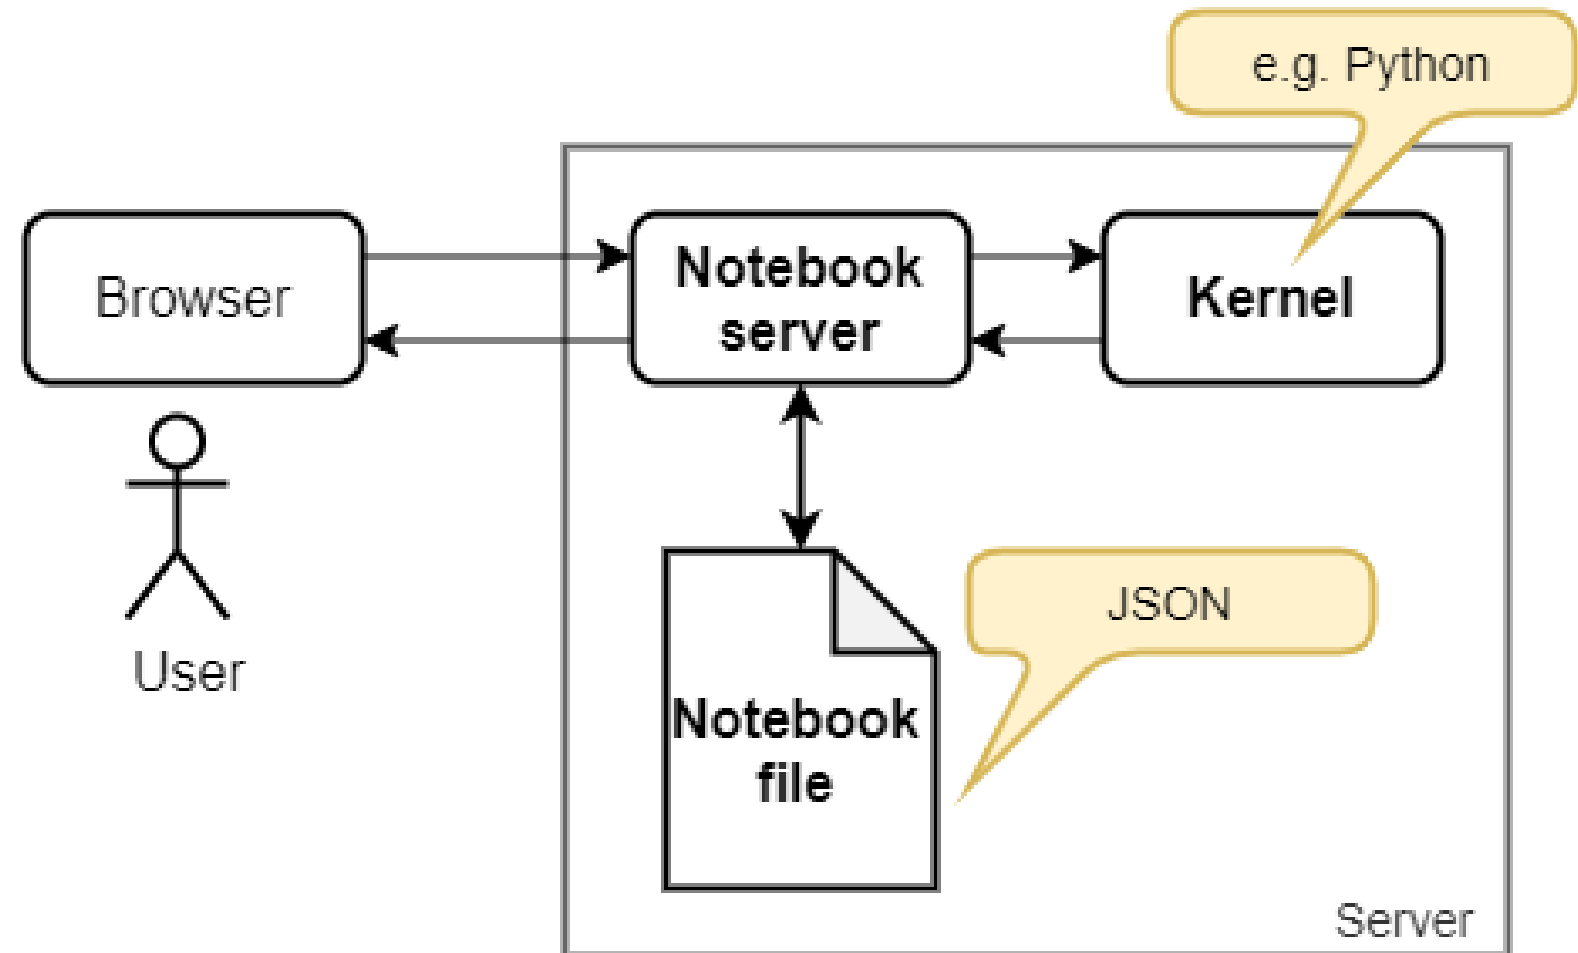 e.g. Python
Browser
Notebook
server
Kernel
User
JSON
Notebook
file
Server